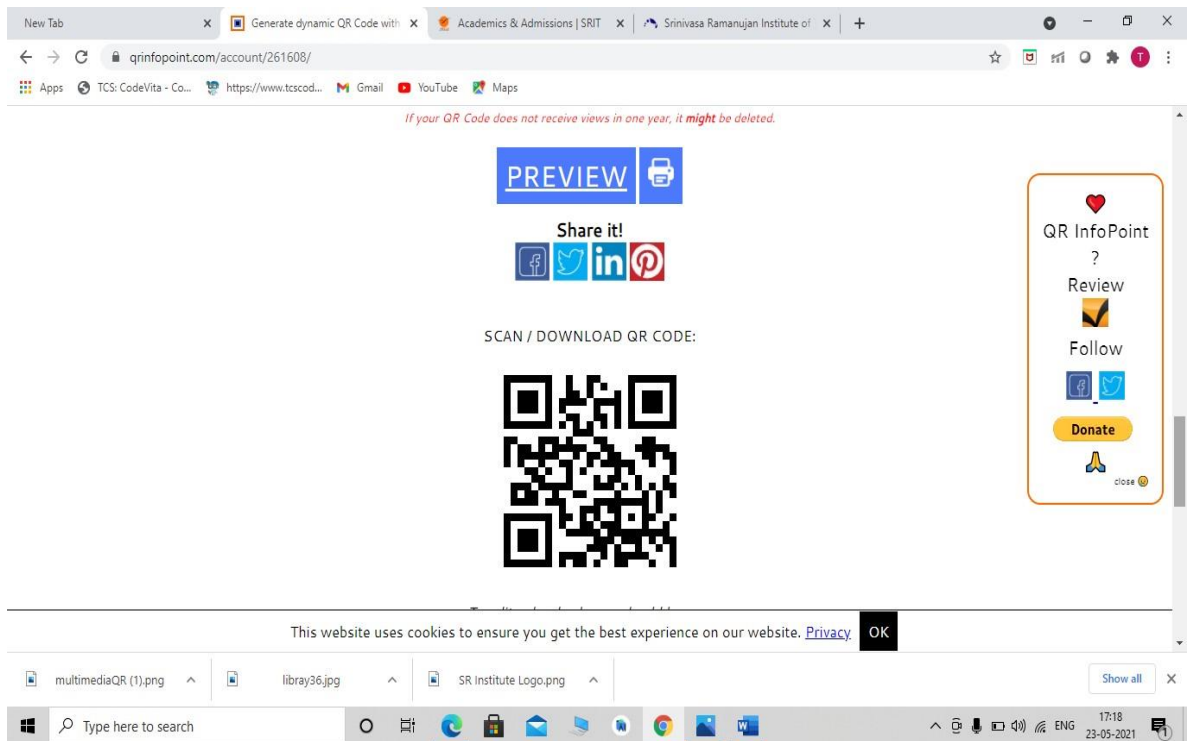 New Tab
Generate dynamic QR Code with
Academics & Admissions | SRIT
Srinivasa Ramanujan Institute of
qrinfopoint.com/account/261608/
Apps
TCS: CodeVita - Co...
https://www.tcscod...
Gmail
YouTube
Maps
T
If your QR Code does not receive views in one year, it might be deleted.
PREVIEW
Share it!
SCAN / DOWNLOAD QR CODE:
QR InfoPoint
?
Review
Follow
Donate
close
This website uses cookies to ensure you get the best experience on our website. Privacy OK
multimediaQR (1).png
libray36.jpg
SR Institute Logo.png
Show all
Type here to search
ENG
17:18
23-05-2021